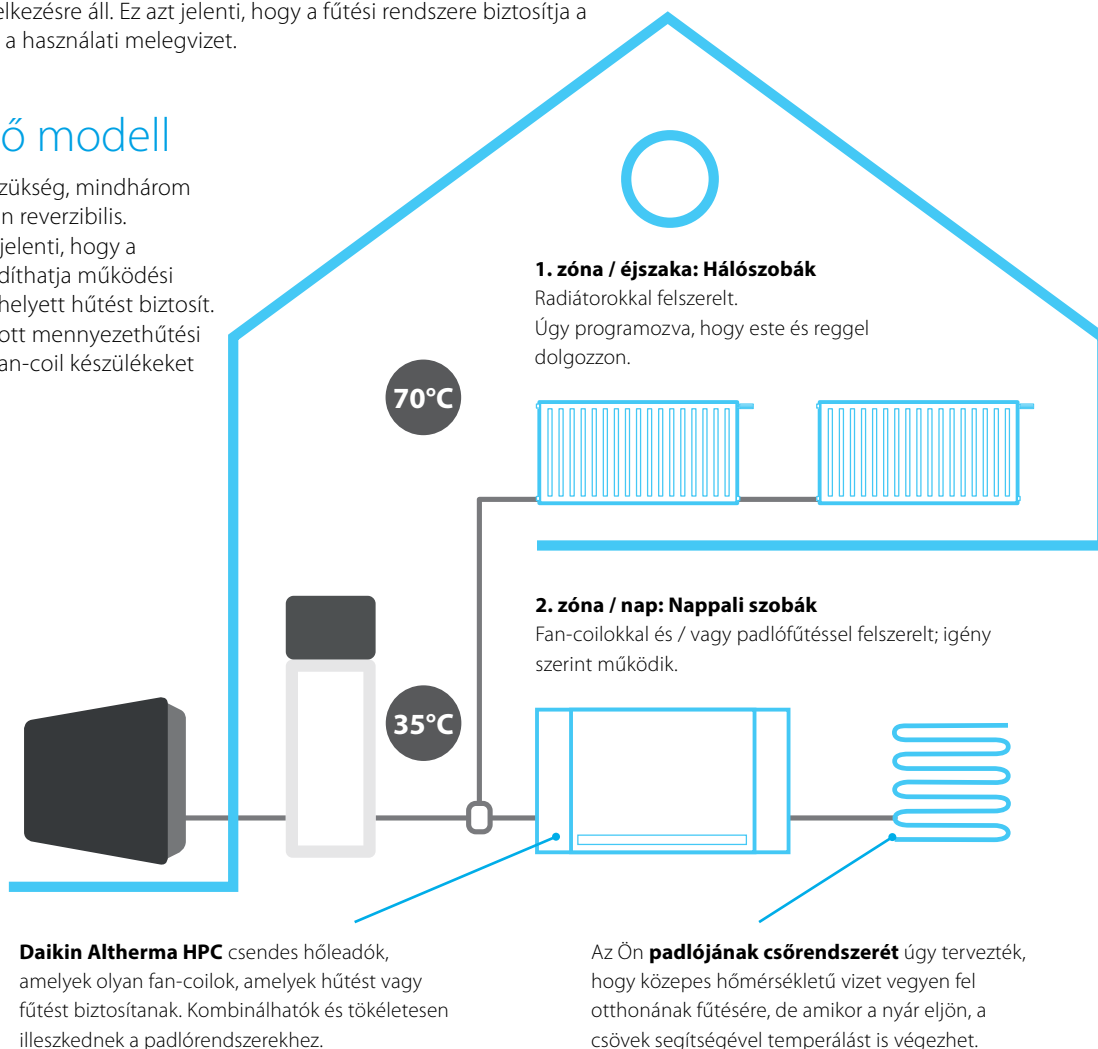 elkezésre áll. Ez azt jelenti, hogy a fűtési rendszere biztosítja a
a használati melegvizet.
ő modell
zükség, mindhárom
n reverzibilis.
jelenti, hogy a
díthatja működési
helyett hűtést biztosít.
ott mennyezethűtési
an-coil készülékeket
1. zóna / éjszaka: Hálószobák
Radiátorokkal felszerelt.
Úgy programozva, hogy este és reggel
dolgozzon.
70°C
2. zóna / nap: Nappali szobák
Fan-coilokkal és / vagy padlófűtéssel felszerelt; igény
szerint működik.
35°C
Daikin Altherma HPC csendes hőleadók,
amelyek olyan fan-coilok, amelyek hűtést vagy
fűtést biztosítanak. Kombinálhatók és tökéletesen
illeszkednek a padlórendszerekhez.
Az Ön padlójának csőrendszerét úgy tervezték,
hogy közepes hőmérsékletű vizet vegyen fel
otthonának fűtésére, de amikor a nyár eljön, a
csövek segítségével temperálást is végezhet.